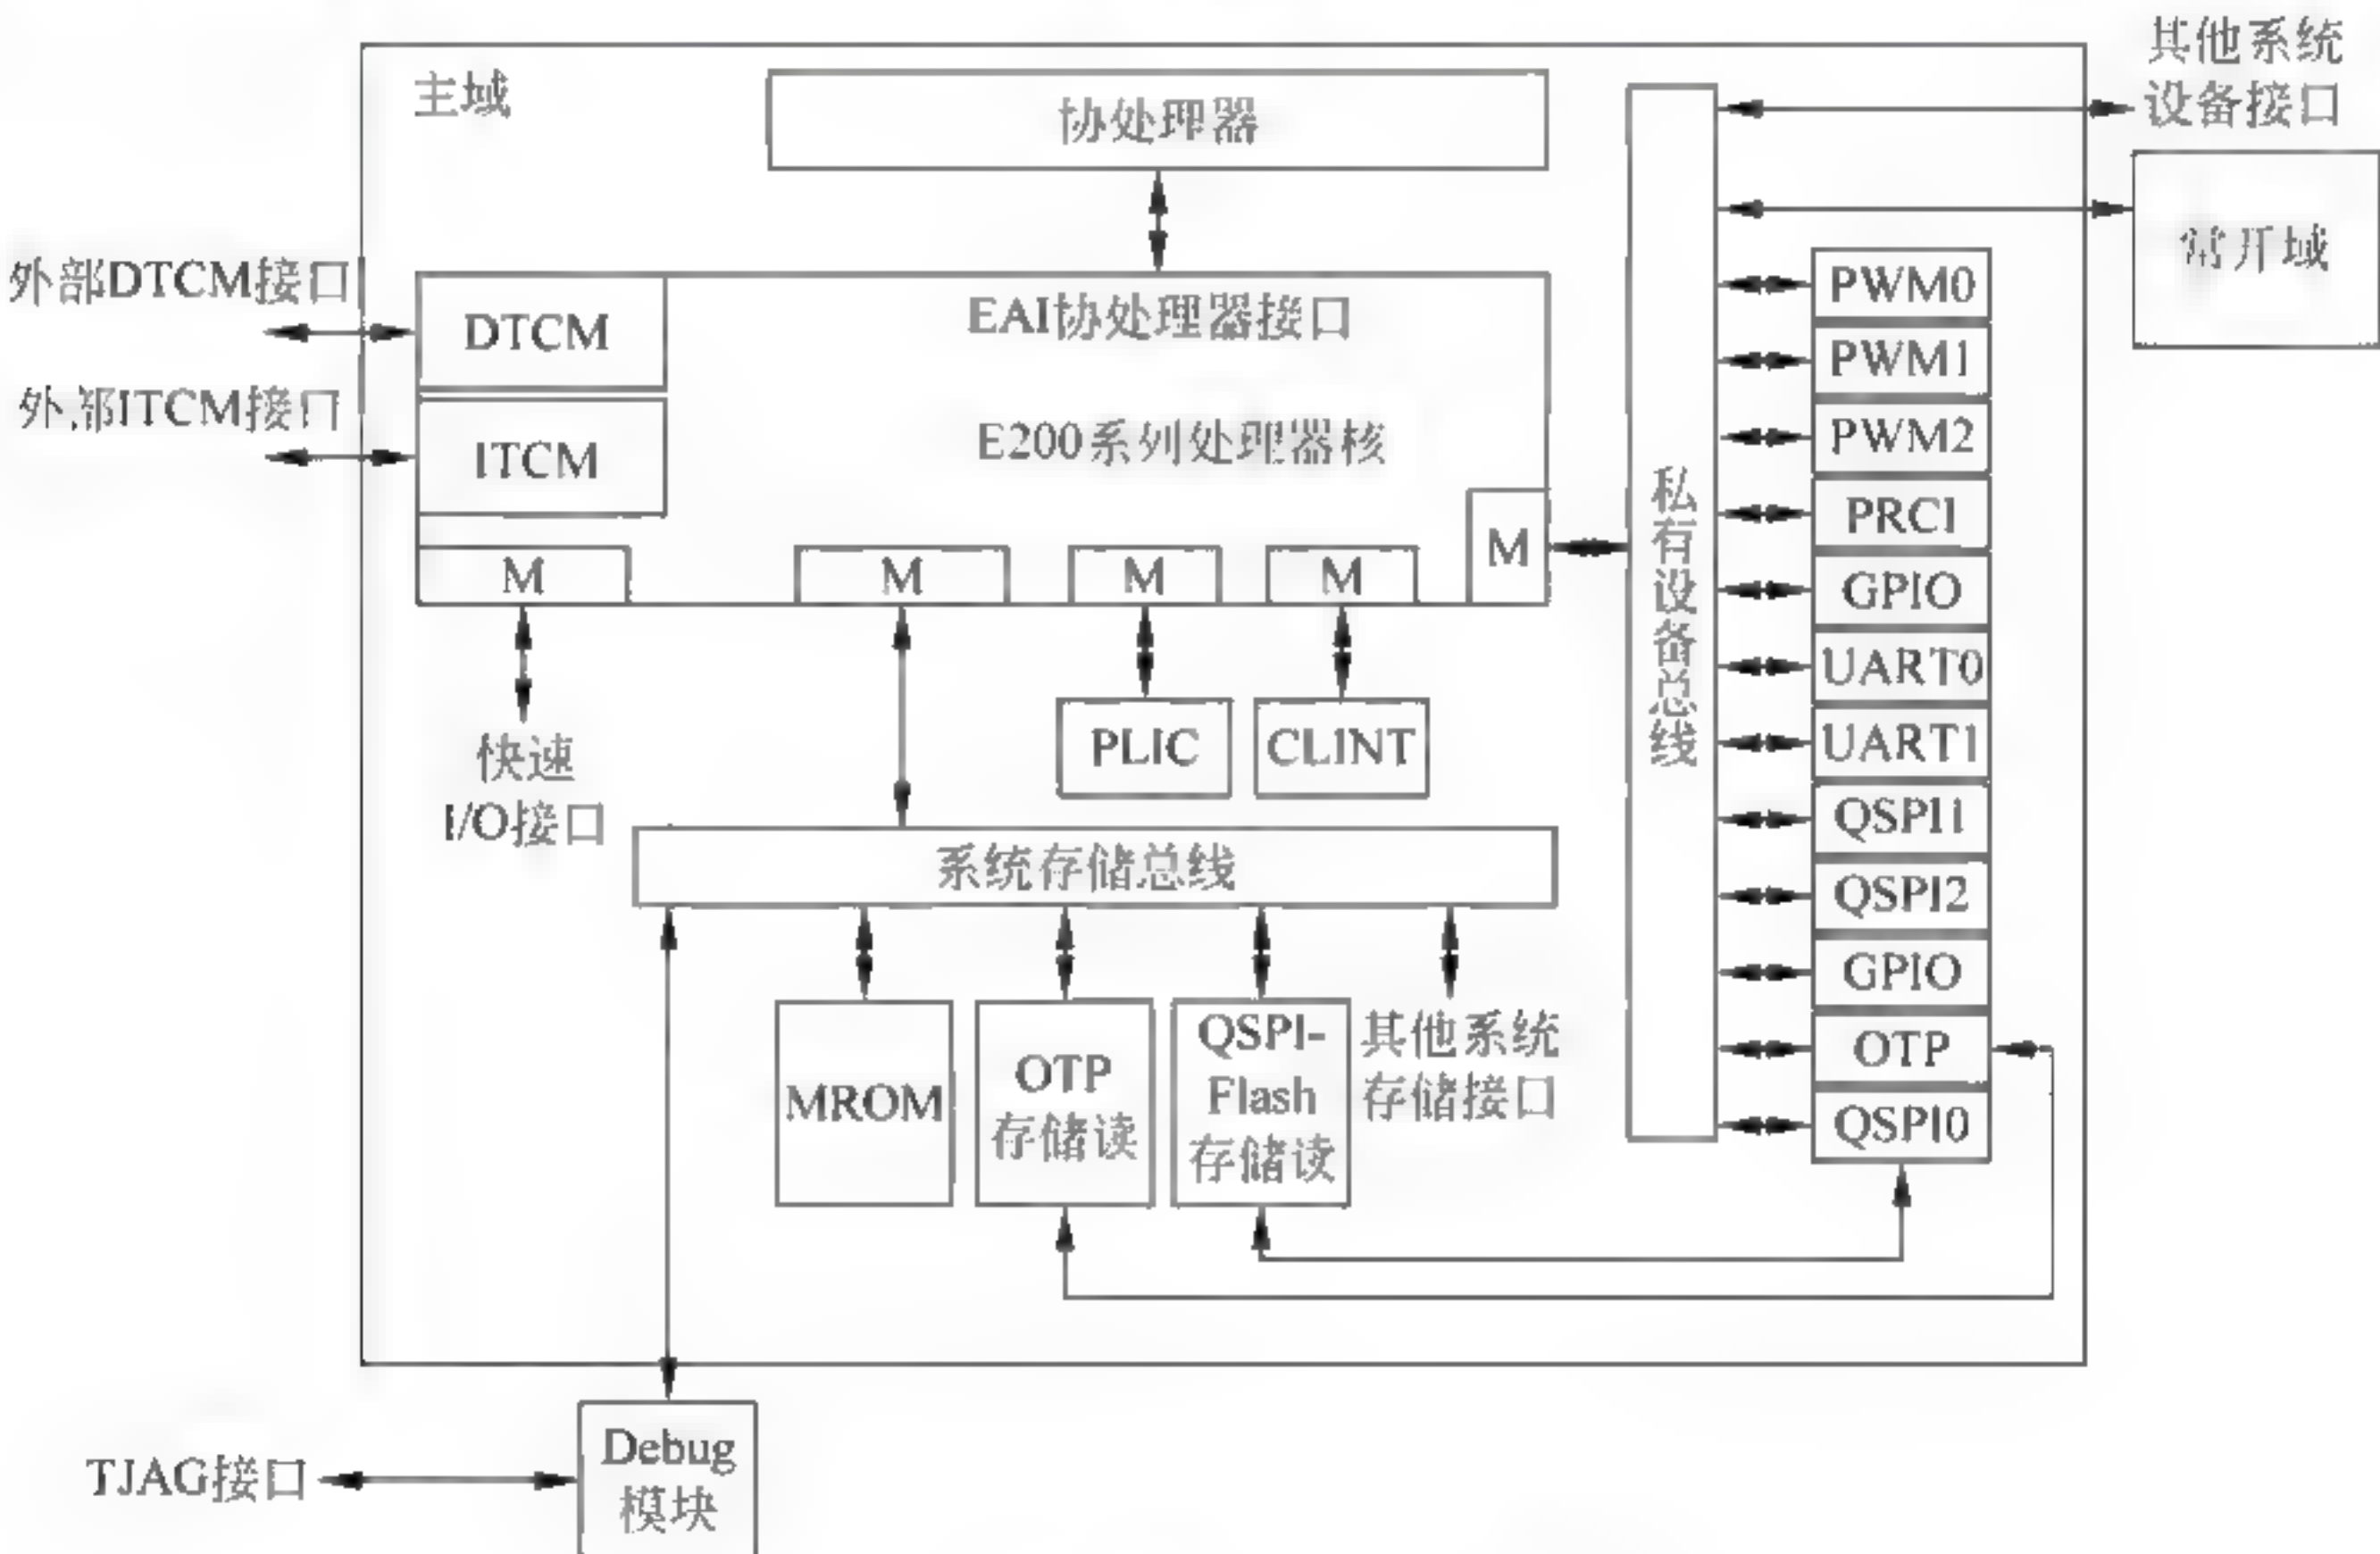 其他系统
设备接口
主域
协处理器
常开域
外部DTCM接口
DTCM
EAI协处理器接口
外部ITCM接口
ITCM
E200系列处理器核
M
M
M
M
M
私有设备总线
PWM0
PWM1
PWM2
PRCI
GPIO
UART0
UART1
QSPI1
QSPI2
GPIO
OTP
QSPI0
快速
I/O接口
PLIC
CLINT
系统存储总线
MROM
OTP
存储读
QSPI-
Flash
存储读
其他系统
存储接口
TJAG接口
Debug
模块